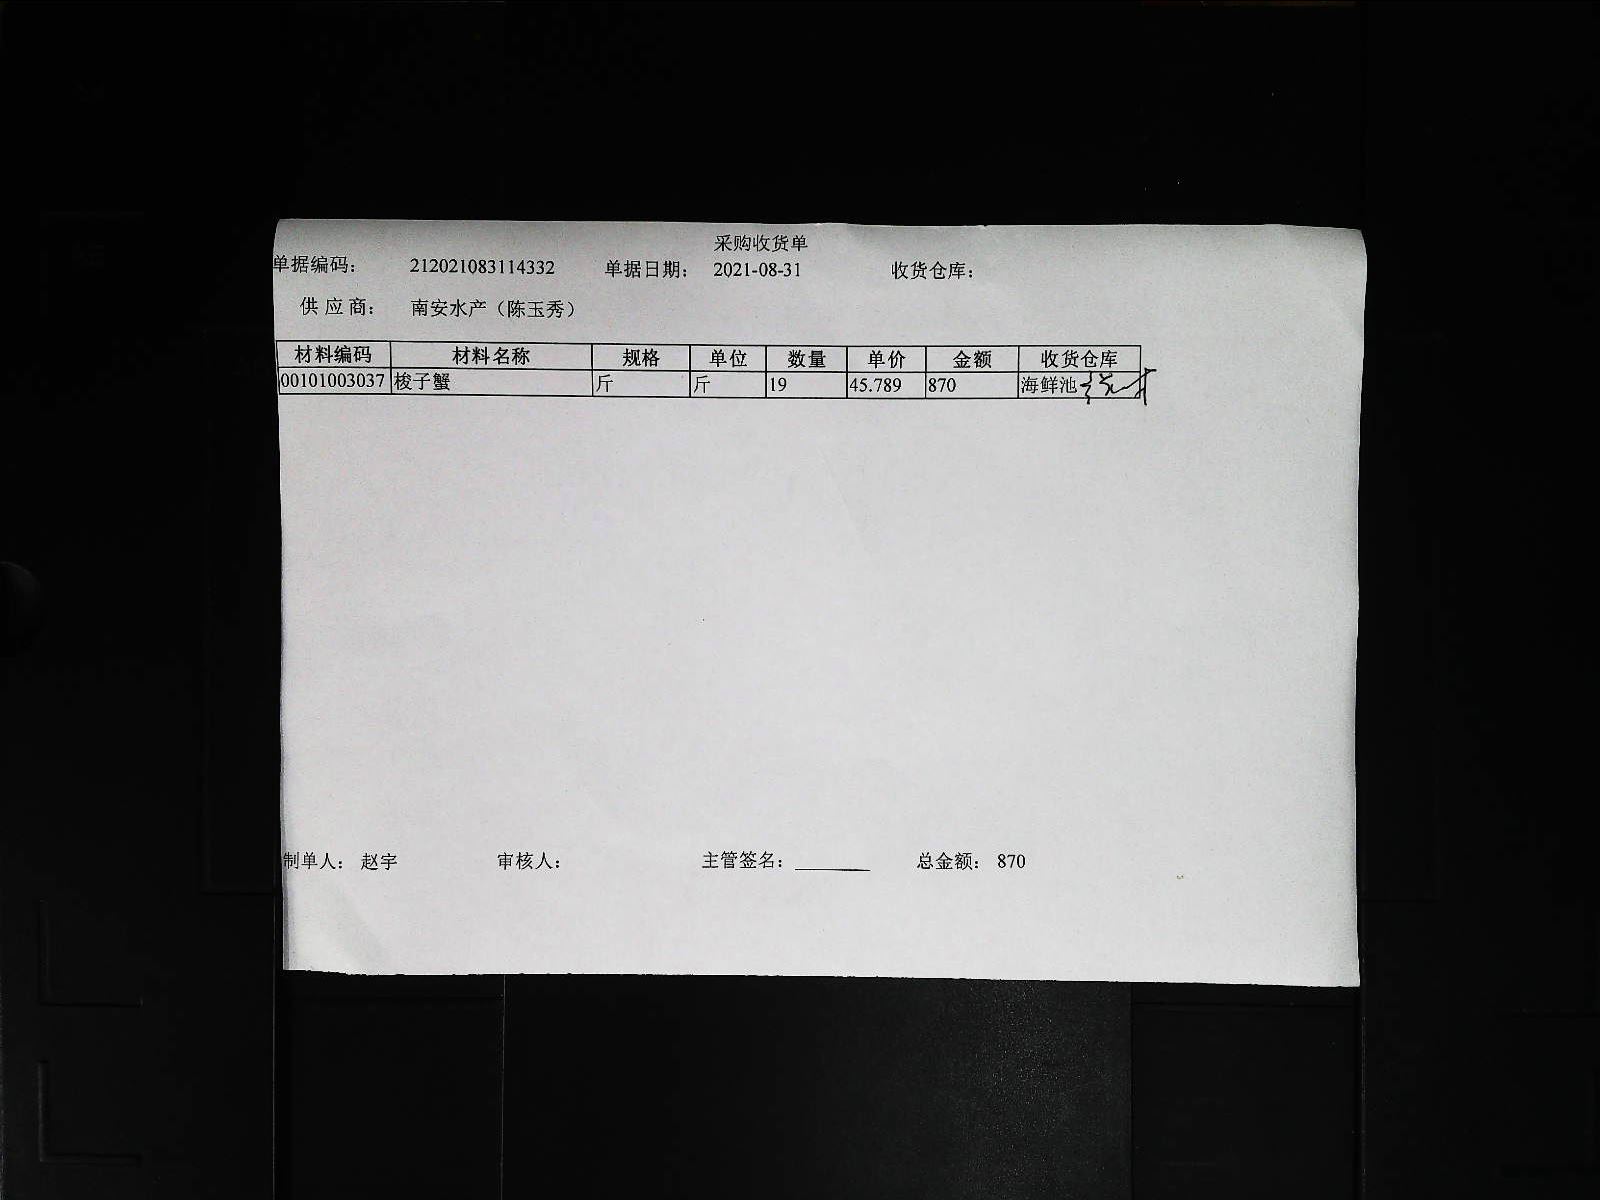 采购收货单
单据编码: 212021083114332 单据日期: 2021-08-31 收货仓库:
供应商: 南安水产（陈玉秀）
材料编码 材料名称 规格 单位 数量 单价 金额 收货仓库
00101003037 梭子蟹 斤 斤 19 45.789 870 海鲜池
制单人: 赵宇 审核人: 主管签名: 总金额: 870